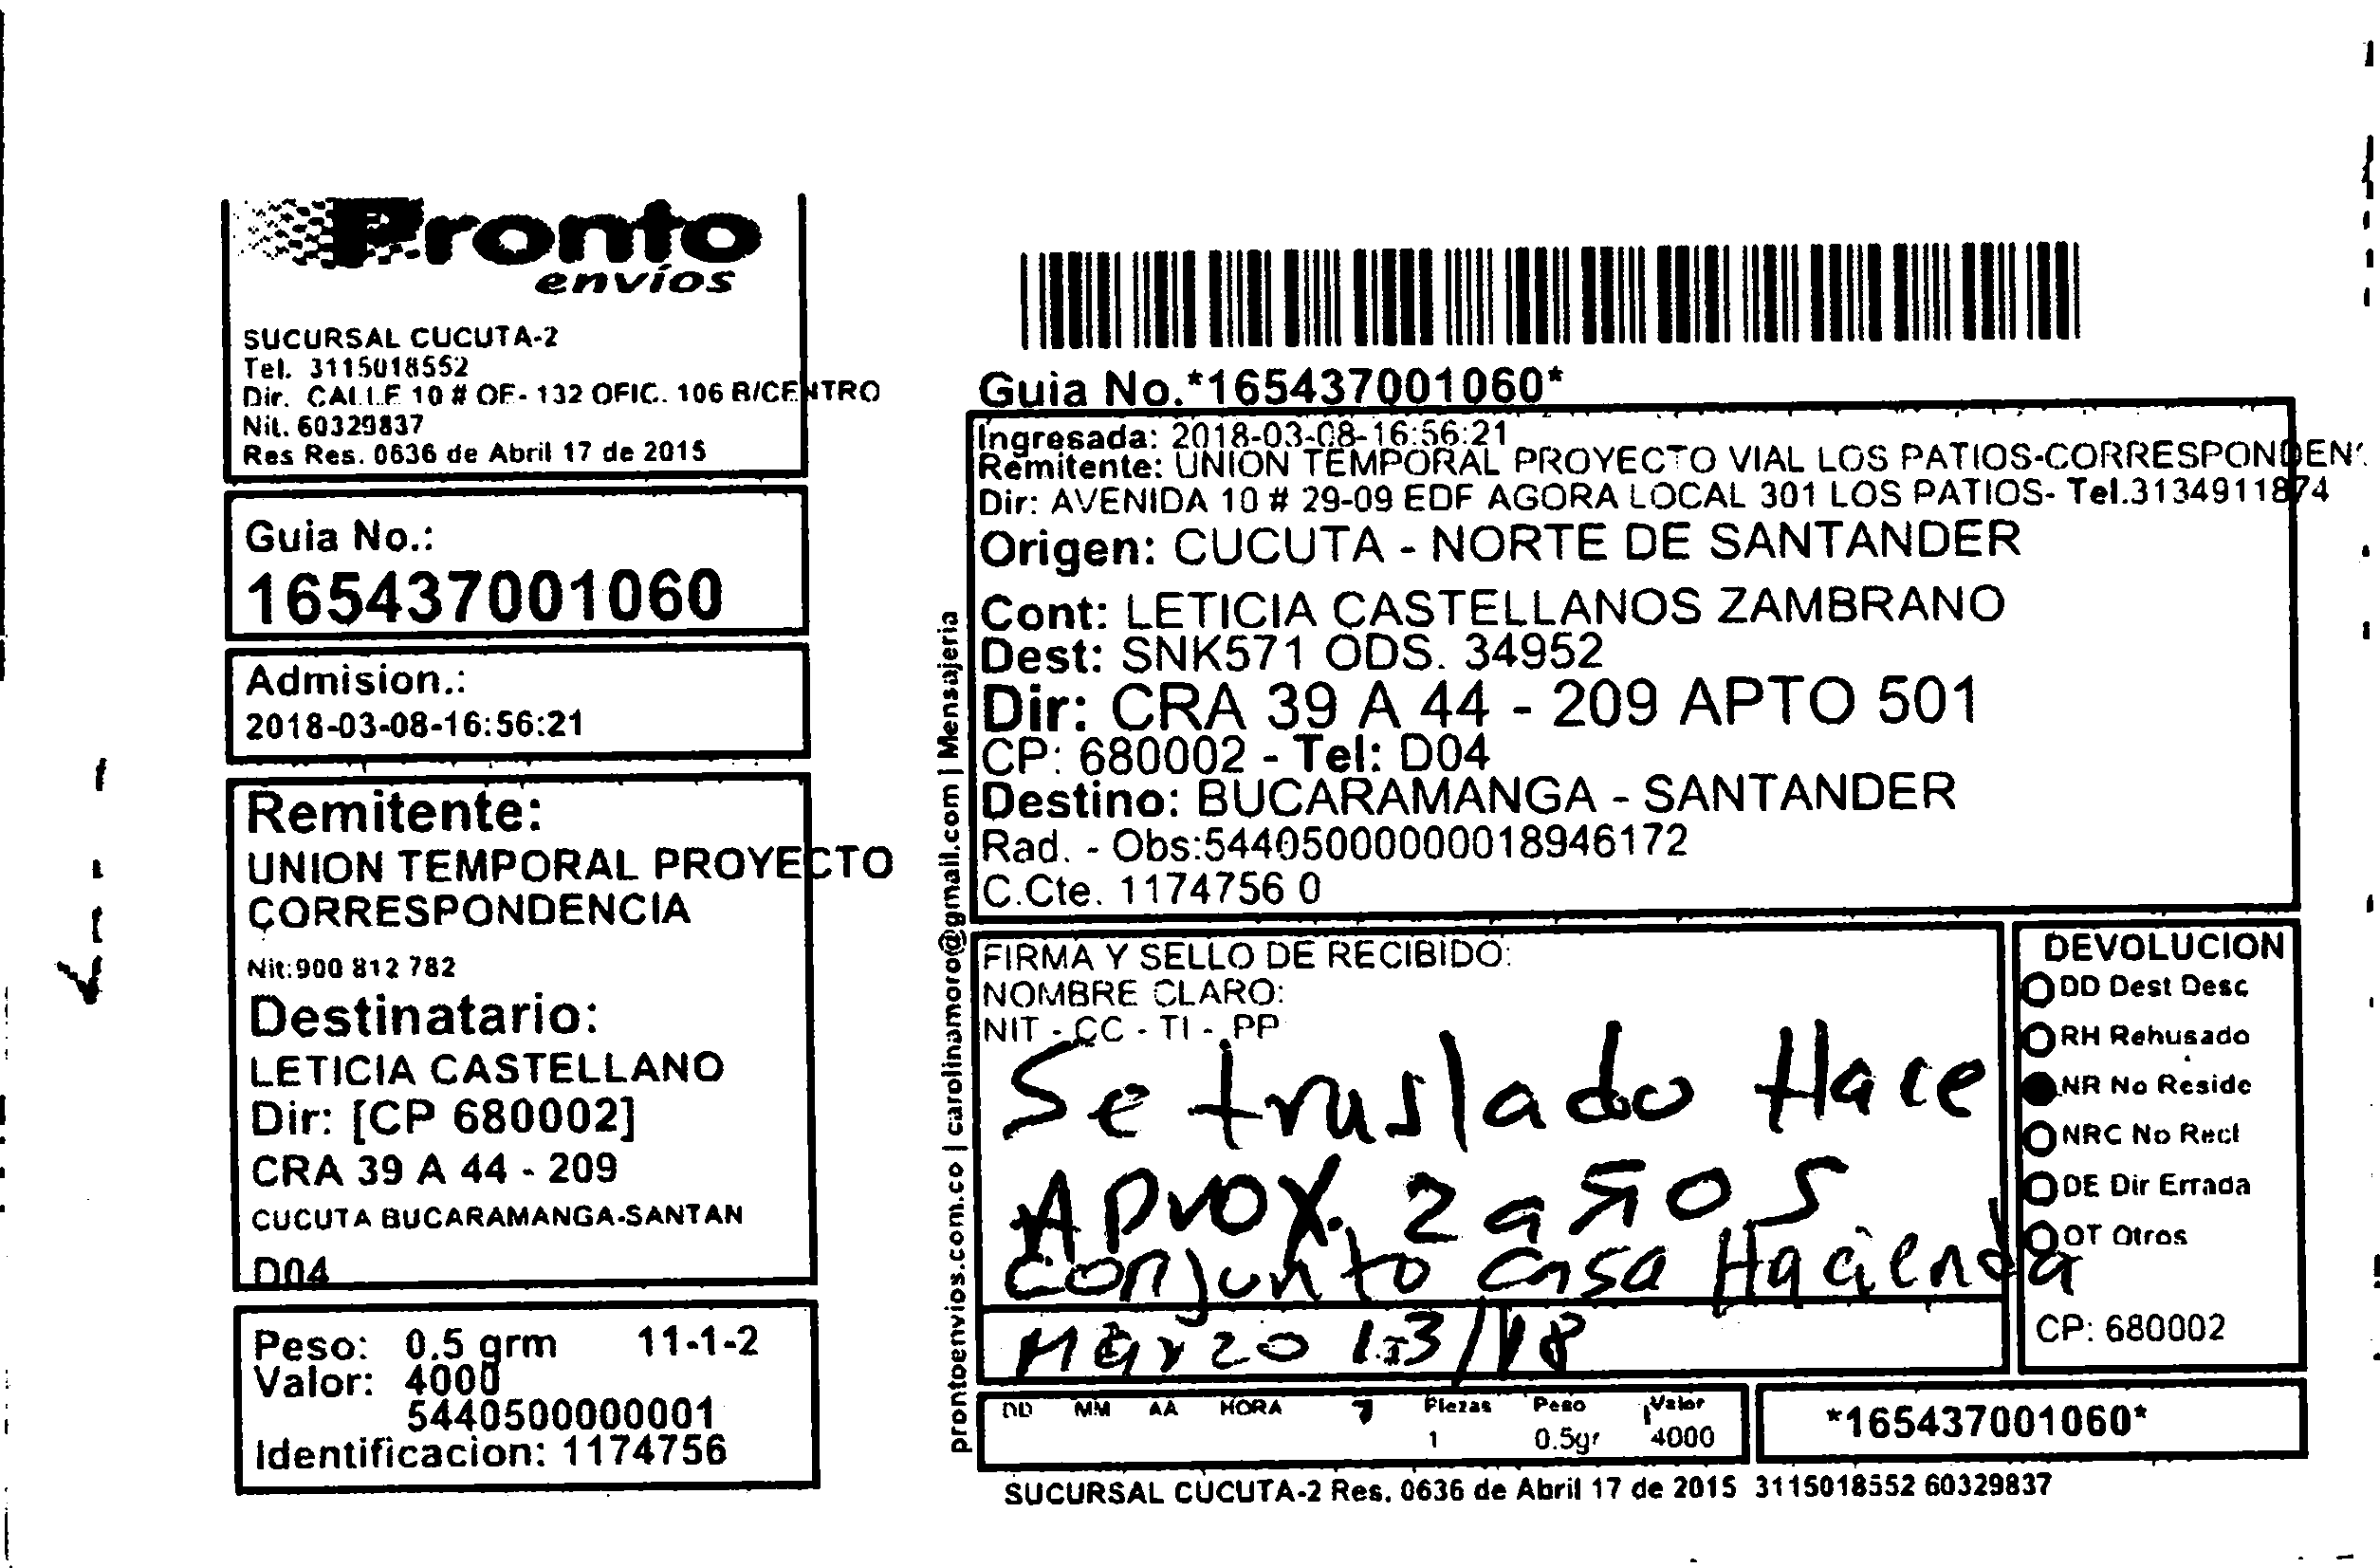 Pronto
envíos
SUCURSAL CUCUTA-2
Tel. 3115018552
Dir. CALLE 10 # OE- 132 OFIC. 106 B/CENTRO
Nit. 60329837
Res Res. 0636 de Abril 17 de 2015
Guia No.:
165437001060
Admision.:
2018-03-08-16:56:21
Remitente:
UNION TEMPORAL PROYECTO
CORRESPONDENCIA
Nit:900 812 782
Destinatario:
LETICIA CASTELLANO
Dir: [CP 680002]
CRA 39 A 44 - 209
CUCUTA BUCARAMANGA-SANTAN
D04
Peso: 0.5 grm 11-1-2
Valor: 4000
5440500000001
Identificacion: 1174756
prontoenvios.com.co | carolinamoro@gmail.com | Mensajeria
Guia No.*165437001060*
Ingresada: 2018-03-08-16:56:21
Remitente: UNION TEMPORAL PROYECTO VIAL LOS PATIOS-CORRESPONDEN
Dir: AVENIDA 10 # 29-09 EDF AGORA LOCAL 301 LOS PATIOS- Tel.3134911874
Origen: CUCUTA - NORTE DE SANTANDER
Cont: LETICIA CASTELLANOS ZAMBRANO
Dest: SNK571 ODS. 34952
Dir: CRA 39 A 44 - 209 APTO 501
CP: 680002 - Tel: D04
Destino: BUCARAMANGA - SANTANDER
Rad. - Obs:544050000000018946172
C.Cte. 1174756 0
FIRMA Y SELLO DE RECIBIDO:
NOMBRE CLARO:
NIT - CC - TI - PP
Se traslado Hace
Aprox. 2 años
conjunto casa Hacienda
Marzo 13/18
DEVOLUCION
DD Dest Desc
RH Rehusado
NR No Reside
NRC No Recl
DE Dir Errada
OT Otros
CP: 680002
DD MM AA HORA Piezas Peso Valor
1 0.5gr 4000
*165437001060*
SUCURSAL CUCUTA-2 Res. 0636 de Abril 17 de 2015 3115018552 60329837